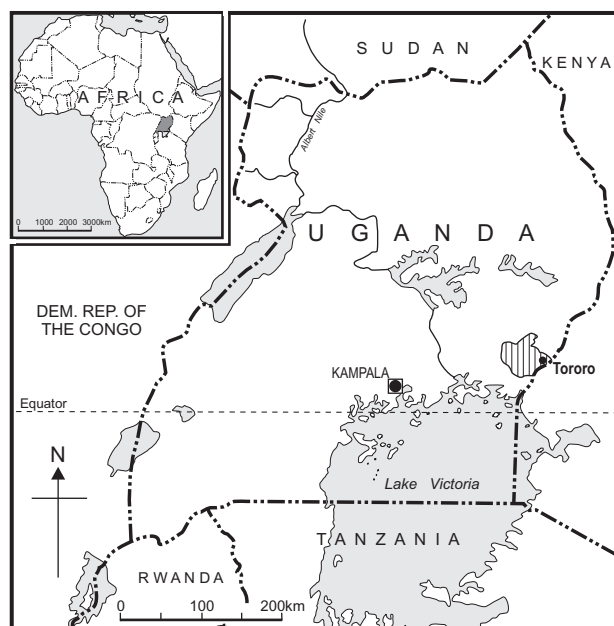 SUDAN
KENYA
AFRICA
Albert Nile
0 1000 2000 3000km
UGANDA
DEM. REP. OF
THE CONGO
KAMPALA
Tororo
Equator
N
Lake Victoria
TANZANIA
RWANDA
0 100 200km